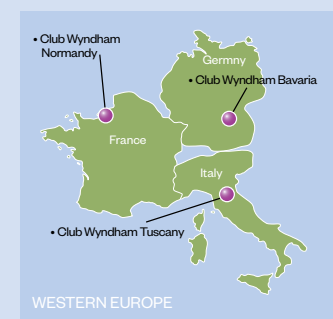 • Club Wyndham
Normandy
Germny
• Club Wyndham Bavaria
France
Italy
• Club Wyndham Tuscany
WESTERN EUROPE